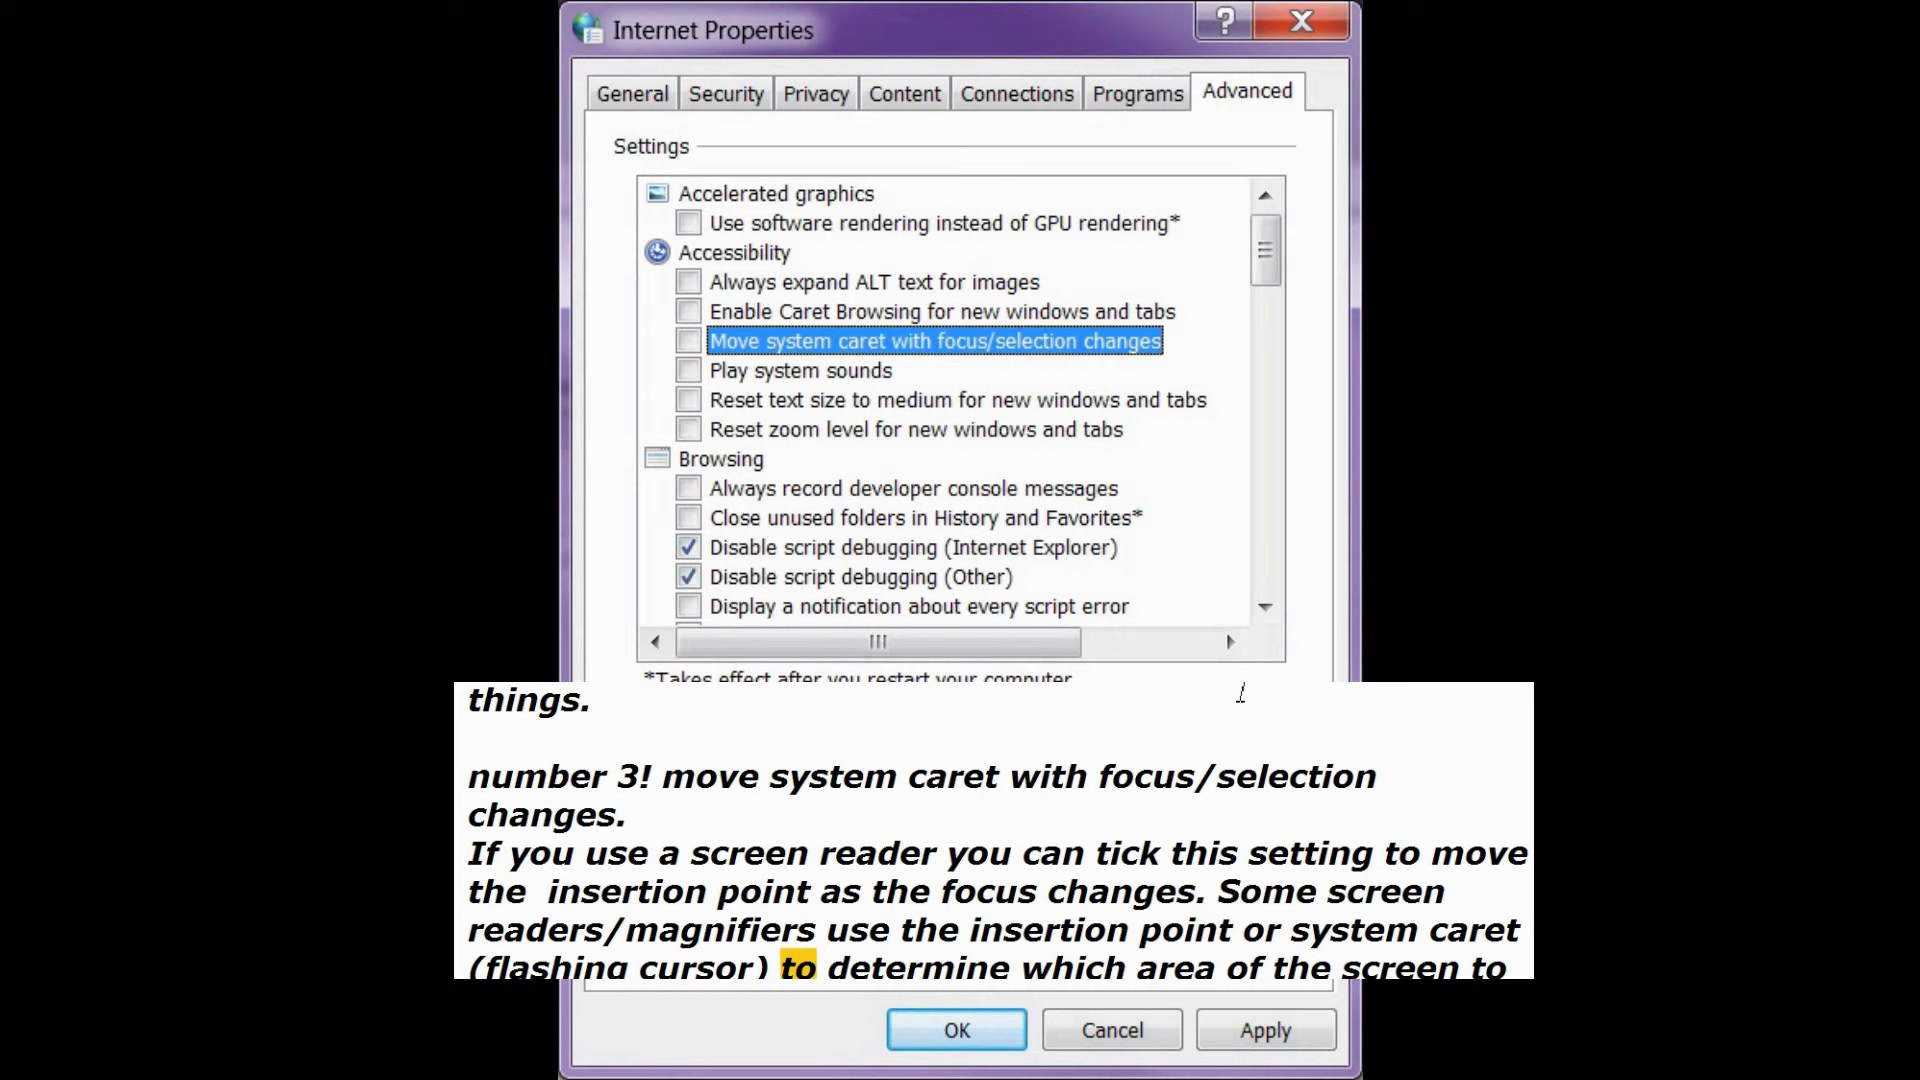 Internet Properties
?
General Security Privacy Content Connections Programs Advanced
Settings
Accelerated graphics
Use software rendering instead of GPU rendering*
Accessibility
Always expand ALT text for images
Enable Caret Browsing for new windows and tabs
Move system caret with focus/selection changes
Play system sounds
Reset text size to medium for new windows and tabs
Reset zoom level for new windows and tabs
Browsing
Always record developer console messages
Close unused folders in History and Favorites*
Disable script debugging (Internet Explorer)
Disable script debugging (Other)
Display a notification about every script error
*Takes effect after you restart your computer
things.
number 3! move system caret with focus/selection
changes.
If you use a screen reader you can tick this setting to move
the insertion point as the focus changes. Some screen
readers/magnifiers use the insertion point or system caret
(flashing cursor) to determine which area of the screen to
OK Cancel Apply